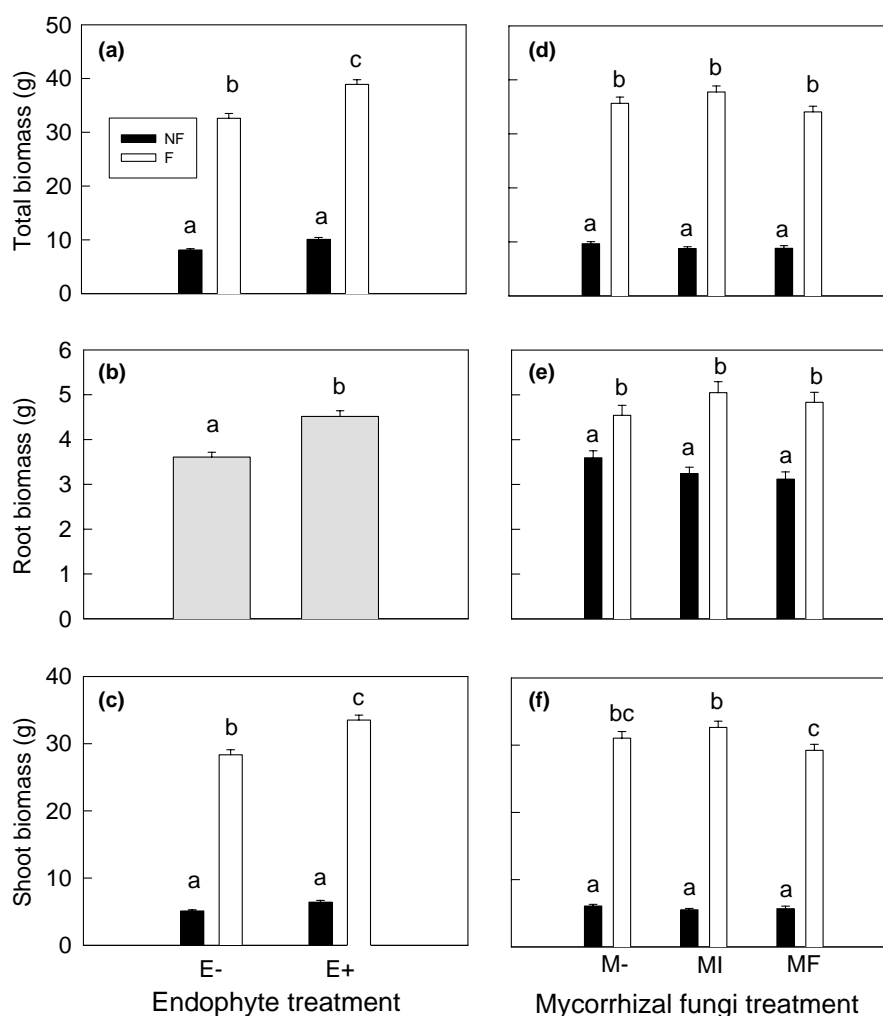 50
(a)
c
(d)
b
b
b
b
40
NF
F
30
Total biomass (g)
20
a
a
a
a
a
10
0
6
(b)
(e)
b
b
b
b
5
a
a
a
a
4
Root biomass (g)
3
2
1
0
40
(c)
c
(f)
bc
b
c
b
30
Shoot biomass (g)
20
10
a
a
a
a
a
0
E- E+
M- MI MF
Endophyte treatment
Mycorrhizal fungi treatment